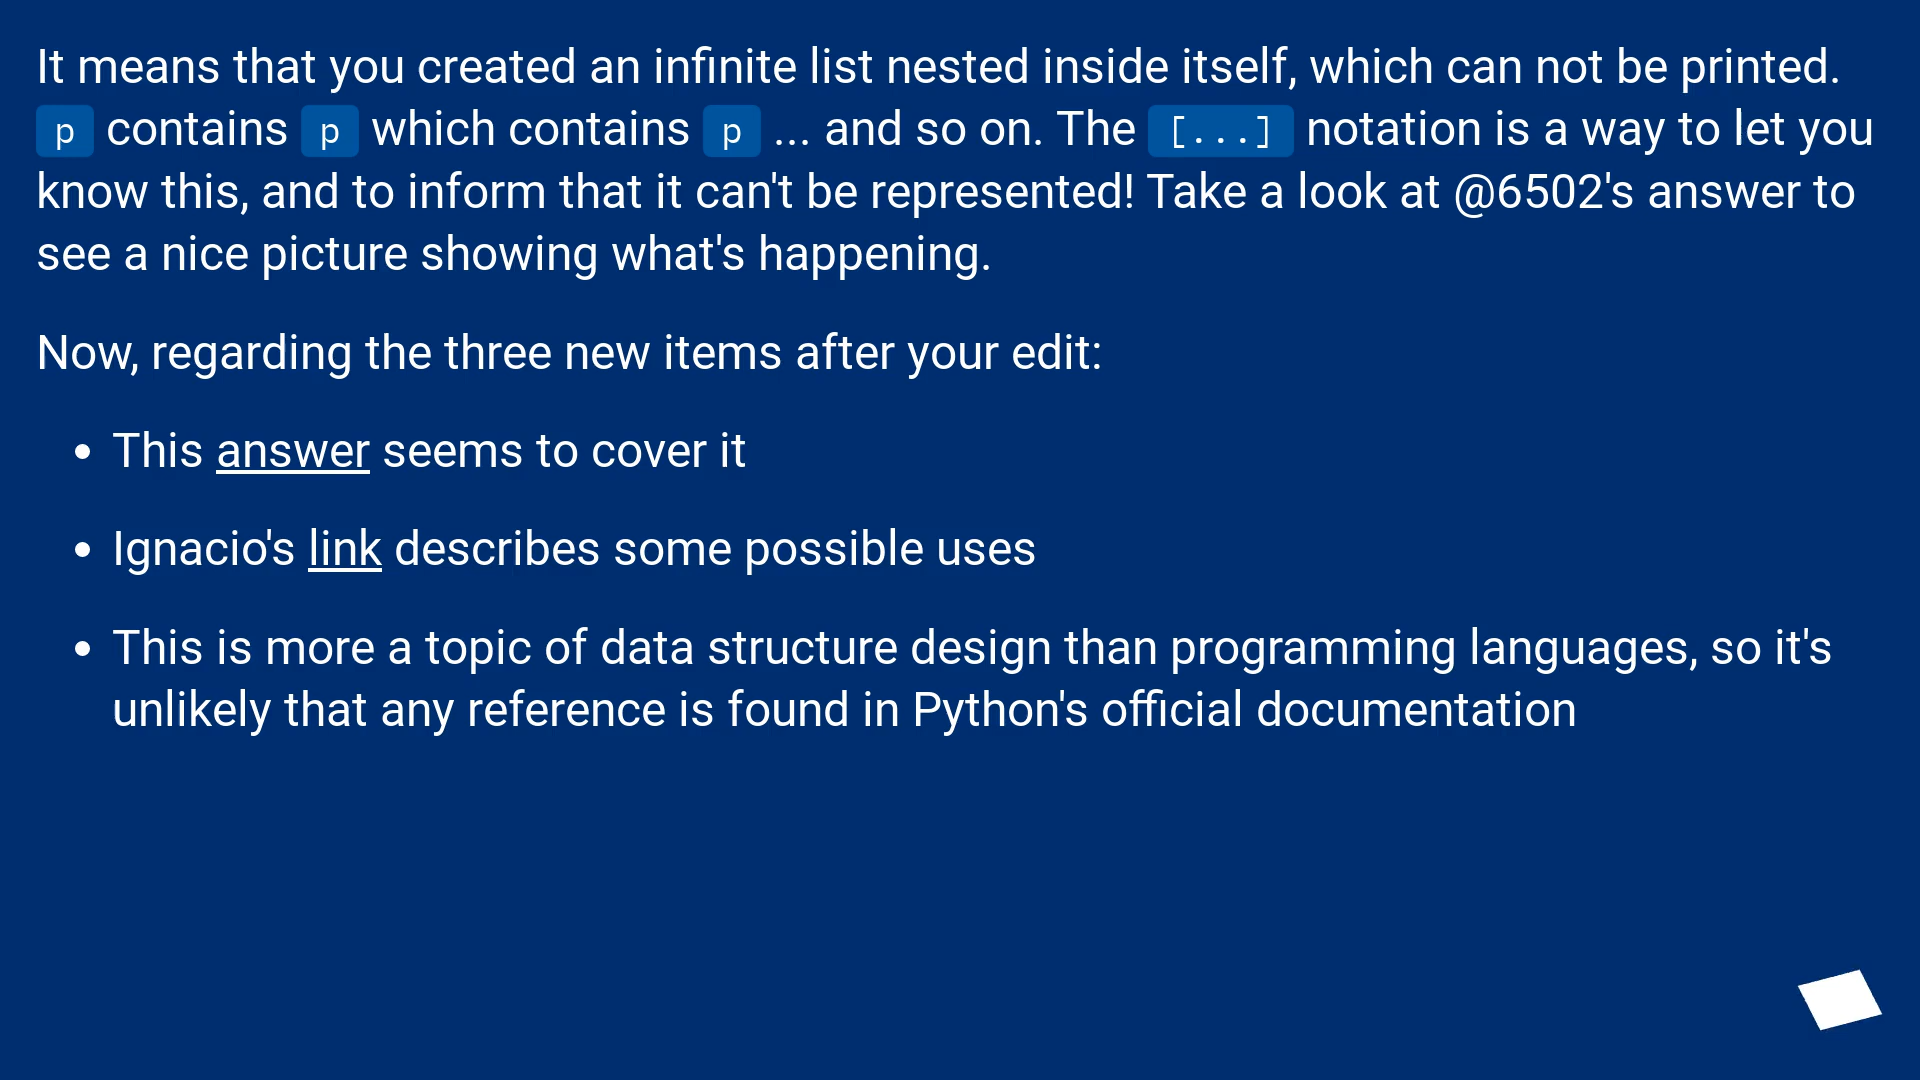 It means that you created an infinite list nested inside itself, which can not be printed.
p contains p which contains p ... and so on. The [...] notation is a way to let you
know this, and to inform that it can't be represented! Take a look at @6502's answer to
see a nice picture showing what's happening.
Now, regarding the three new items after your edit:
• This answer seems to cover it
• Ignacio's link describes some possible uses
• This is more a topic of data structure design than programming languages, so it's
unlikely that any reference is found in Python's official documentation